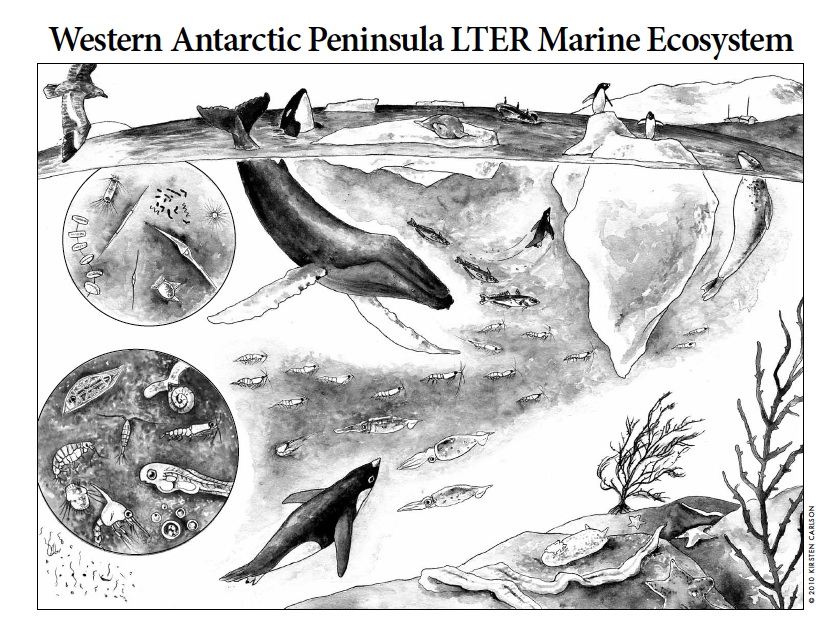 Western Antarctic Peninsula LTER Marine Ecosystem
© 2010 KIRSTEN CARLSON